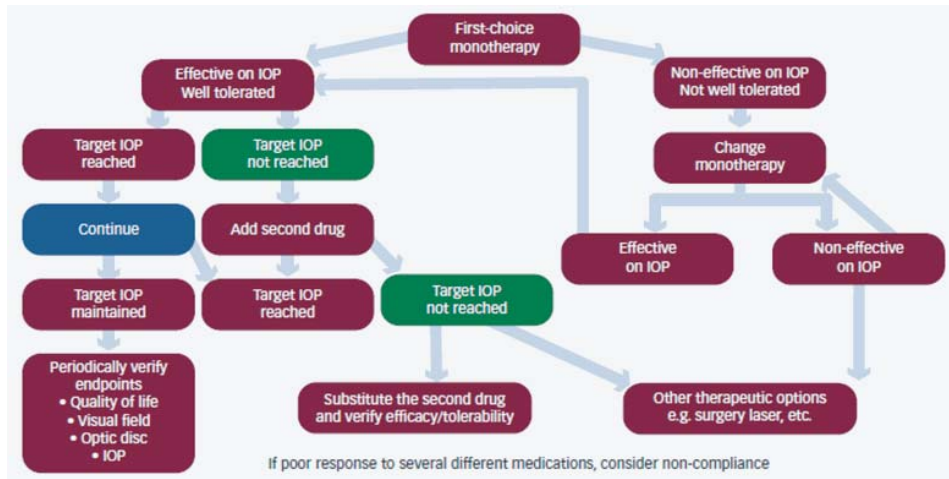 First-choice
monotherapy
Effective on IOP
Well tolerated
Non-effective on IOP
Not well tolerated
Target IOP
reached
Target IOP
not reached
Change
monotherapy
Continue
Add second drug
Effective
on IOP
Non-effective
on IOP
Target IOP
maintained
Target IOP
reached
Target IOP
not reached
Periodically verify
endpoints
• Quality of life
• Visual field
• Optic disc
• IOP
Substitute the second drug
and verify efficacy/tolerability
Other therapeutic options
e.g. surgery laser, etc.
If poor response to several different medications, consider non-compliance